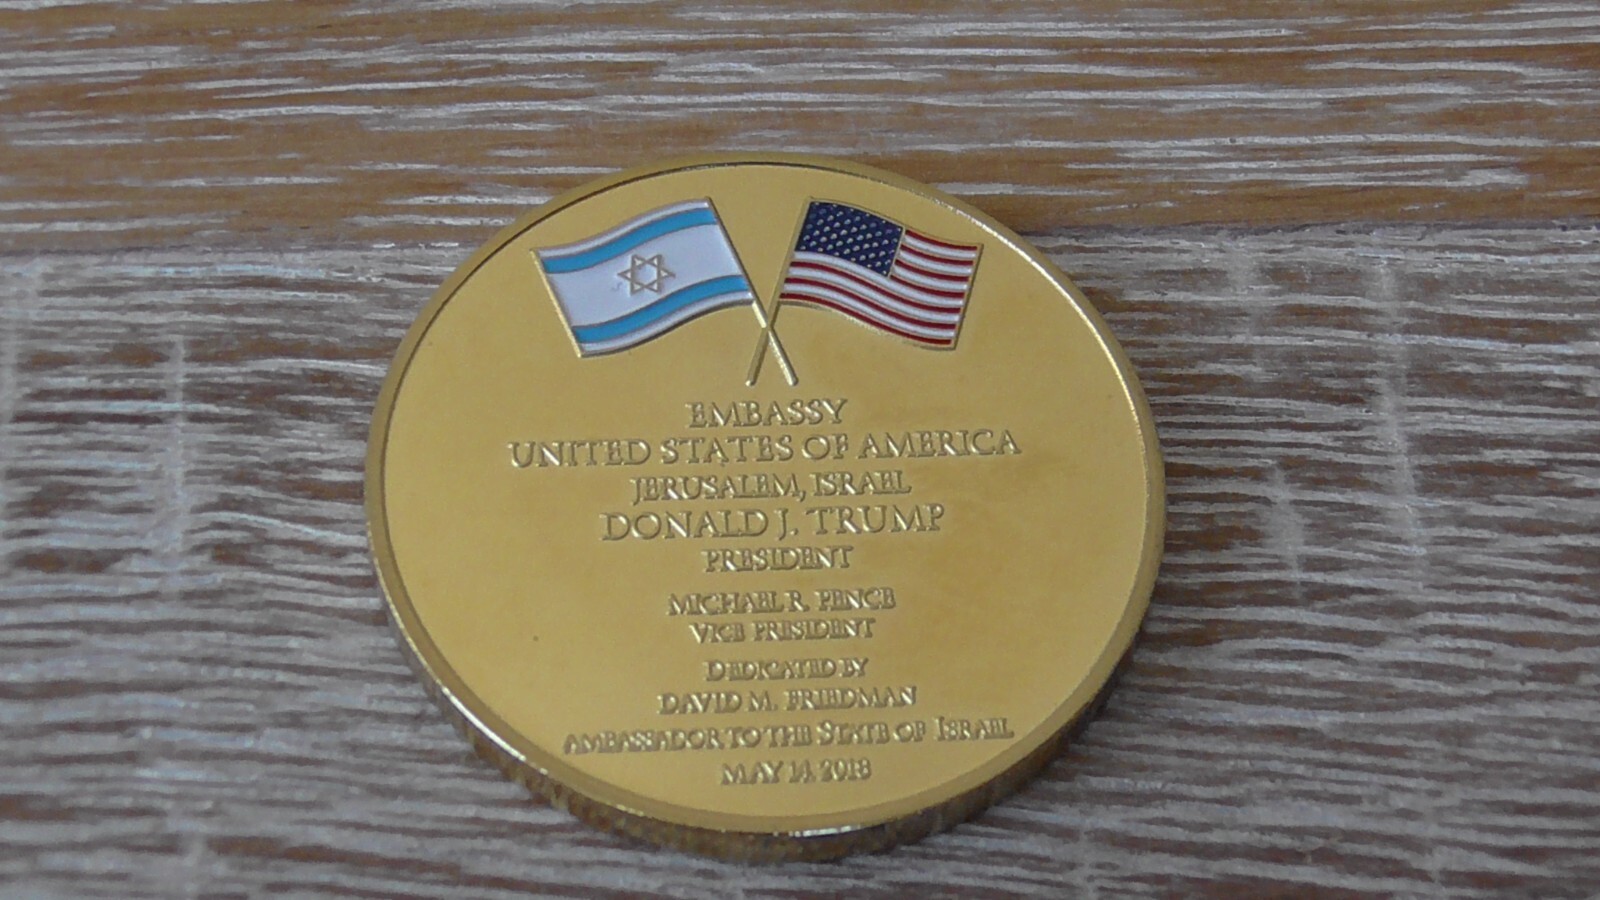 EMBASSY
UNITED STATES OF AMERICA
JERUSALEM, ISRAEL
DONALD J. TRUMP
PRESIDENT
MICHAEL R. PENCE
VICE PRESIDENT
DEDICATED BY
DAVID M. FRIEDMAN
AMBASSADOR TO THE STATE OF ISRAEL
MAY 14, 2018